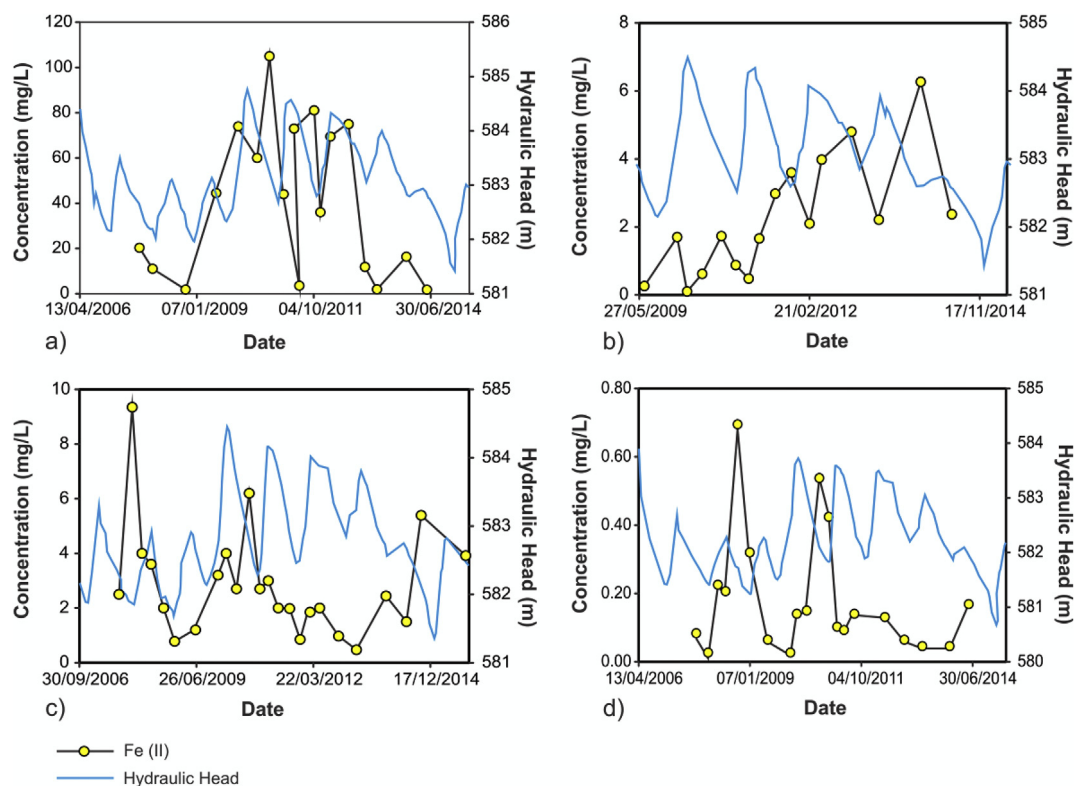 120
100
80
60
40
20
0
Concentration (mg/L)
586
585
584
583
582
581
Hydraulic Head (m)
13/04/2006 07/01/2009 04/10/2011 30/06/2014
a) Date
8
6
4
2
0
Concentration (mg/L)
585
584
583
582
581
Hydraulic Head (m)
27/05/2009 21/02/2012 17/11/2014
b) Date
10
8
6
4
2
0
Concentration (mg/L)
585
584
583
582
581
Hydraulic Head (m)
30/09/2006 26/06/2009 22/03/2012 17/12/2014
c) Date
0.80
0.60
0.40
0.20
0.00
Concentration (mg/L)
585
584
583
582
581
580
Hydraulic Head (m)
13/04/2006 07/01/2009 04/10/2011 30/06/2014
d) Date
Fe (II)
Hydraulic Head